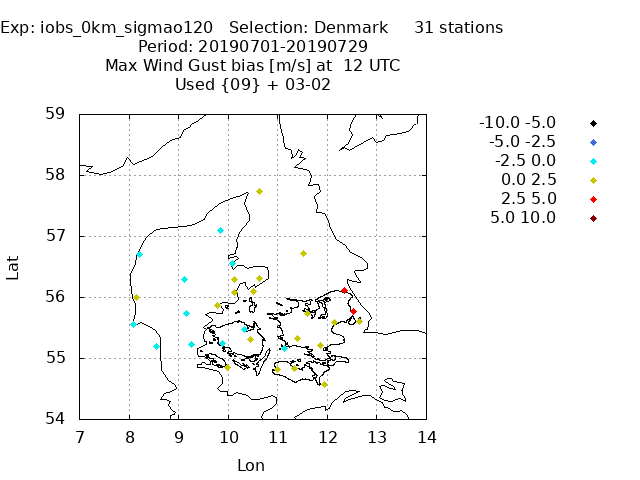 Exp: iobs_0km_sigmao120 Selection: Denmark 31 stations
Period: 20190701-20190729
Max Wind Gust bias [m/s] at 12 UTC
Used {09} + 03-02
-10.0 -5.0
-5.0 -2.5
-2.5 0.0
0.0 2.5
2.5 5.0
5.0 10.0
59
58
57
56
55
54
Lat
7 8 9 10 11 12 13 14
Lon